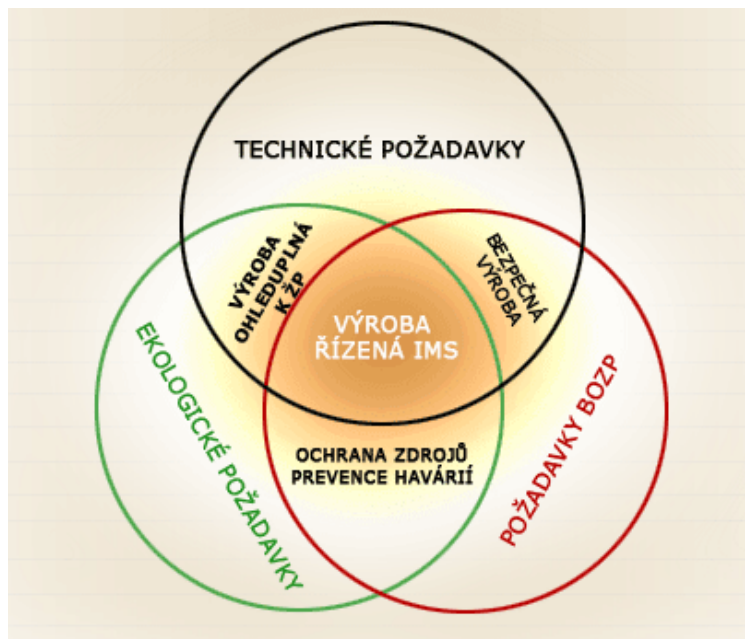 TECHNICKÉ POŽADAVKY
VÝROBA
OHLEDUPLNÁ
K ŽP
BEZPEČNÁ
VÝROBA
VÝROBA
ŘÍZENÁ IMS
EKOLOGICKÉ POŽADAVKY
POŽADAVKY BOZP
OCHRANA ZDROJŮ
PREVENCE HAVÁRIÍ